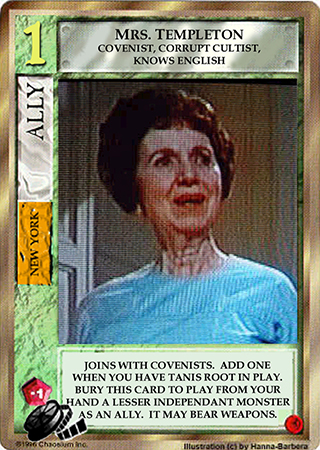 1
MRS. TEMPLETON
COVENIST, CORRUPT CULTIST,
KNOWS ENGLISH
ALLY
NEW YORK
JOINS WITH COVENISTS. ADD ONE
WHEN YOU HAVE TANIS ROOT IN PLAY.
BURY THIS CARD TO PLAY FROM YOUR
HAND A LESSER INDEPENDANT MONSTER
AS AN ALLY. IT MAY BEAR WEAPONS.
-1
©1996 Chaosium Inc.
Illustration (c) by Hanna-Barbera